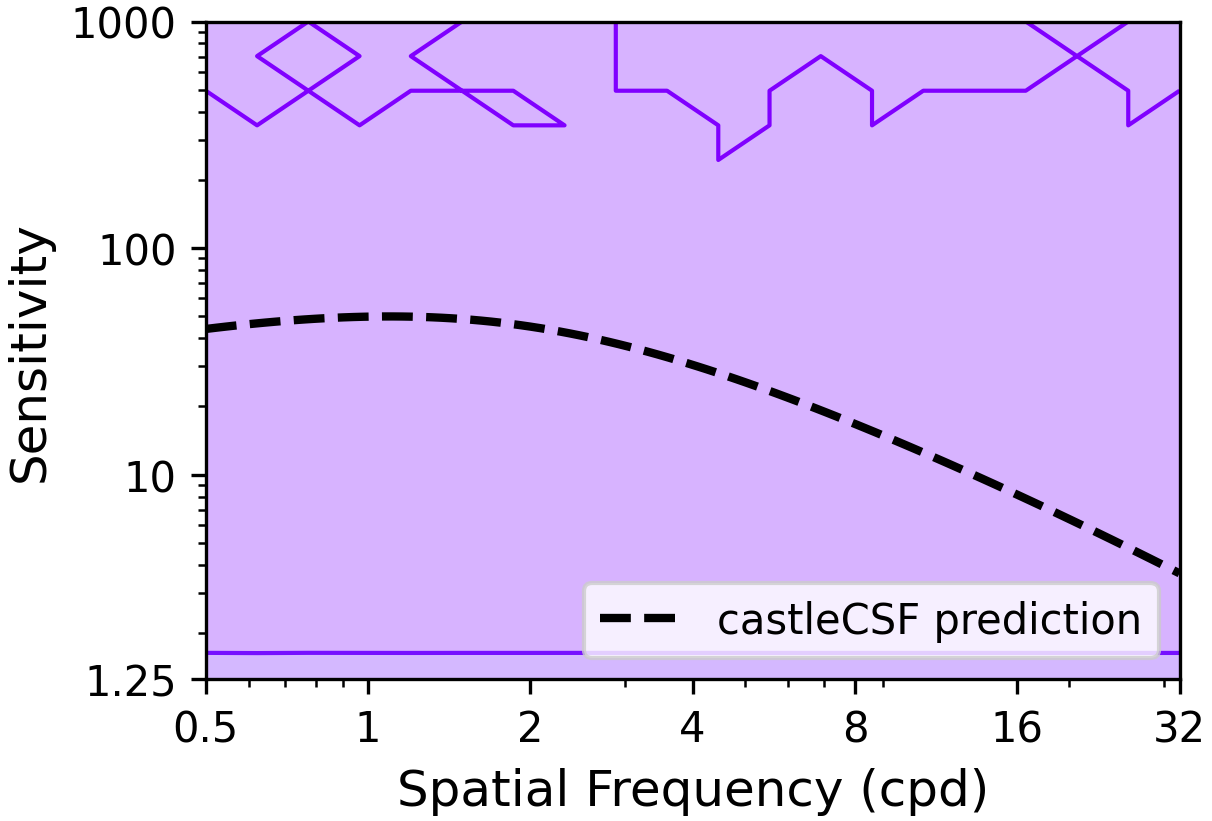 1000
100
10
1.25
Sensitivity
castleCSF prediction
0.5 1 2 4 8 16 32
Spatial Frequency (cpd)